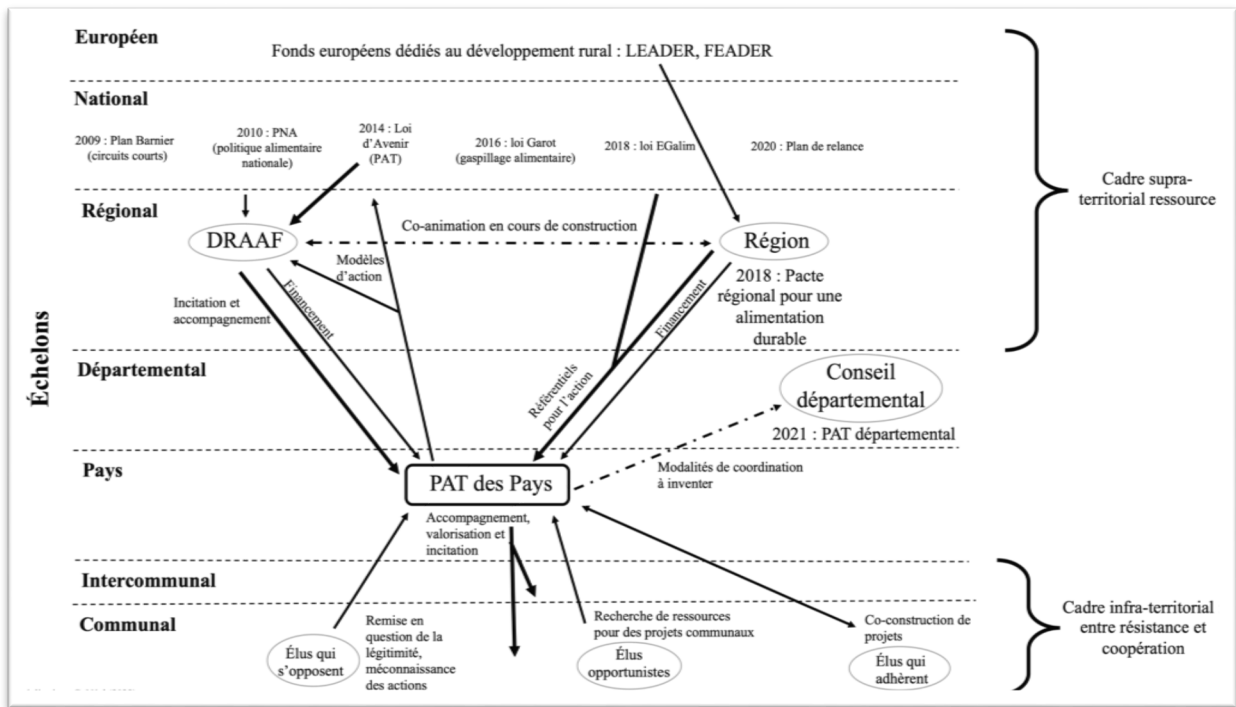 Européen
Fonds européens dédiés au développement rural : LEADER, FEADER
National
2009 : Plan Barnier
(circuits courts)
2010 : PNA
(politique alimentaire
nationale)
2014 : Loi
d'Avenir
(PAT)
2016 : loi Garot
(gaspillage alimentaire)
2018 : loi EGalim
2020 : Plan de relance
Cadre supra-
territorial ressource
Régional
DRAAF
Co-animation en cours de construction
Région
Modèles
d'action
2018 : Pacte
régional pour une
alimentation
durable
Incitation et
accompagnement
Financement
Financement
Échelons
Départemental
Référentiels
pour l'action
Conseil
départemental
2021 : PAT départemental
Pays
PAT des Pays
Modalités de coordination
à inventer
Accompagnement,
valorisation et
incitation
Intercommunal
Communal
Élus qui
s'opposent
Remise en
question de la
légitimité,
méconnaissance
des actions
Recherche de ressources
pour des projets communaux
Élus
opportunistes
Co-construction de
projets
Élus qui
adhèrent
Cadre infra-territorial
entre résistance et
coopération